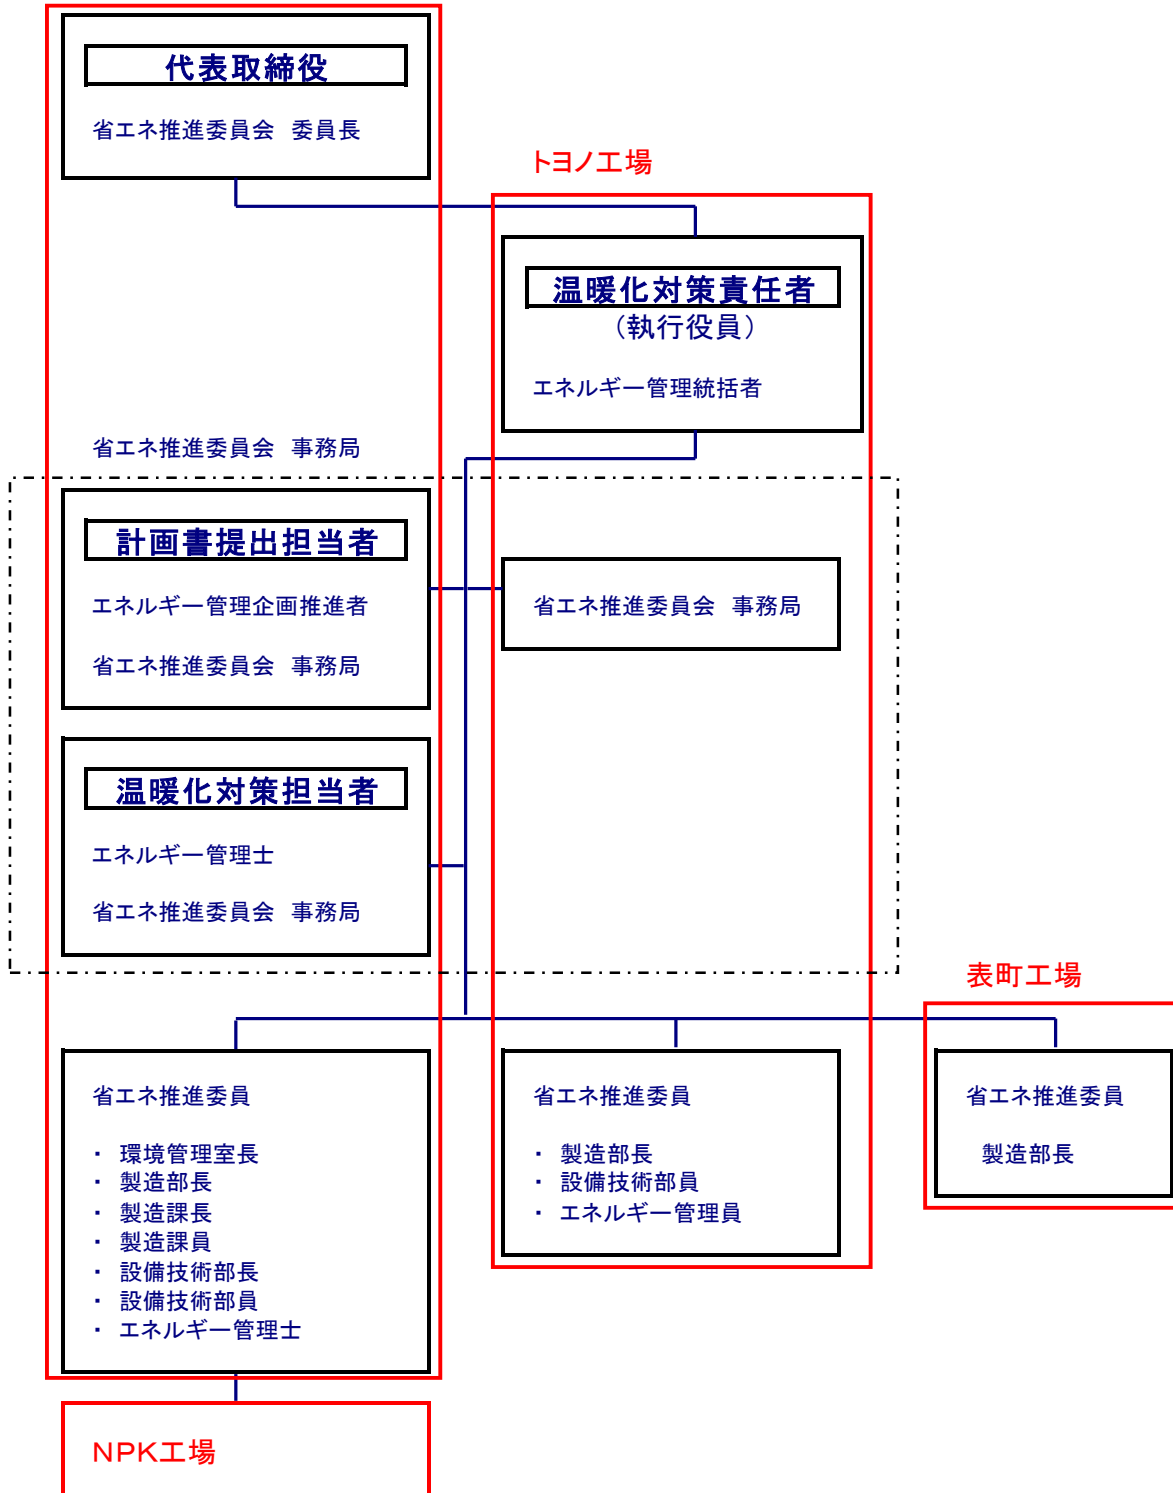 代表取締役
省エネ推進委員会　委員長
トヨノ工場
温暖化対策責任者
（執行役員）
エネルギー管理統括者
省エネ推進委員会　事務局
計画書提出担当者
エネルギー管理企画推進者
省エネ推進委員会　事務局
省エネ推進委員会　事務局
温暖化対策担当者
エネルギー管理士
省エネ推進委員会　事務局
表町工場
省エネ推進委員
・　環境管理室長
・　製造部長
・　製造課長
・　製造課員
・　設備技術部長
・　設備技術部員
・　エネルギー管理士
省エネ推進委員
・　製造部長
・　設備技術部員
・　エネルギー管理員
省エネ推進委員
製造部長
ＮＰＫ工場